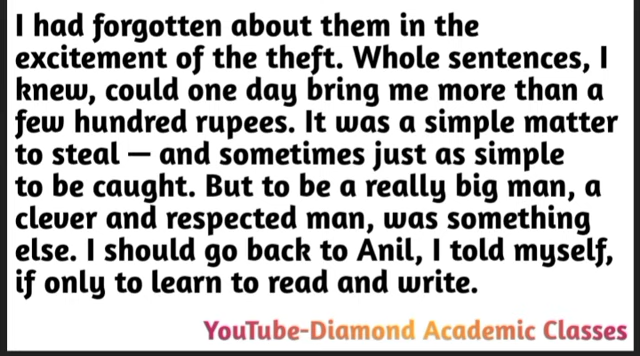 I had forgotten about them in the
excitement of the theft. Whole sentences, I
knew, could one day bring me more than a
few hundred rupees. It was a simple matter
to steal — and sometimes just as simple
to be caught. But to be a really big man, a
clever and respected man, was something
else. I should go back to Anil, I told myself,
if only to learn to read and write.
YouTube-Diamond Academic Classes